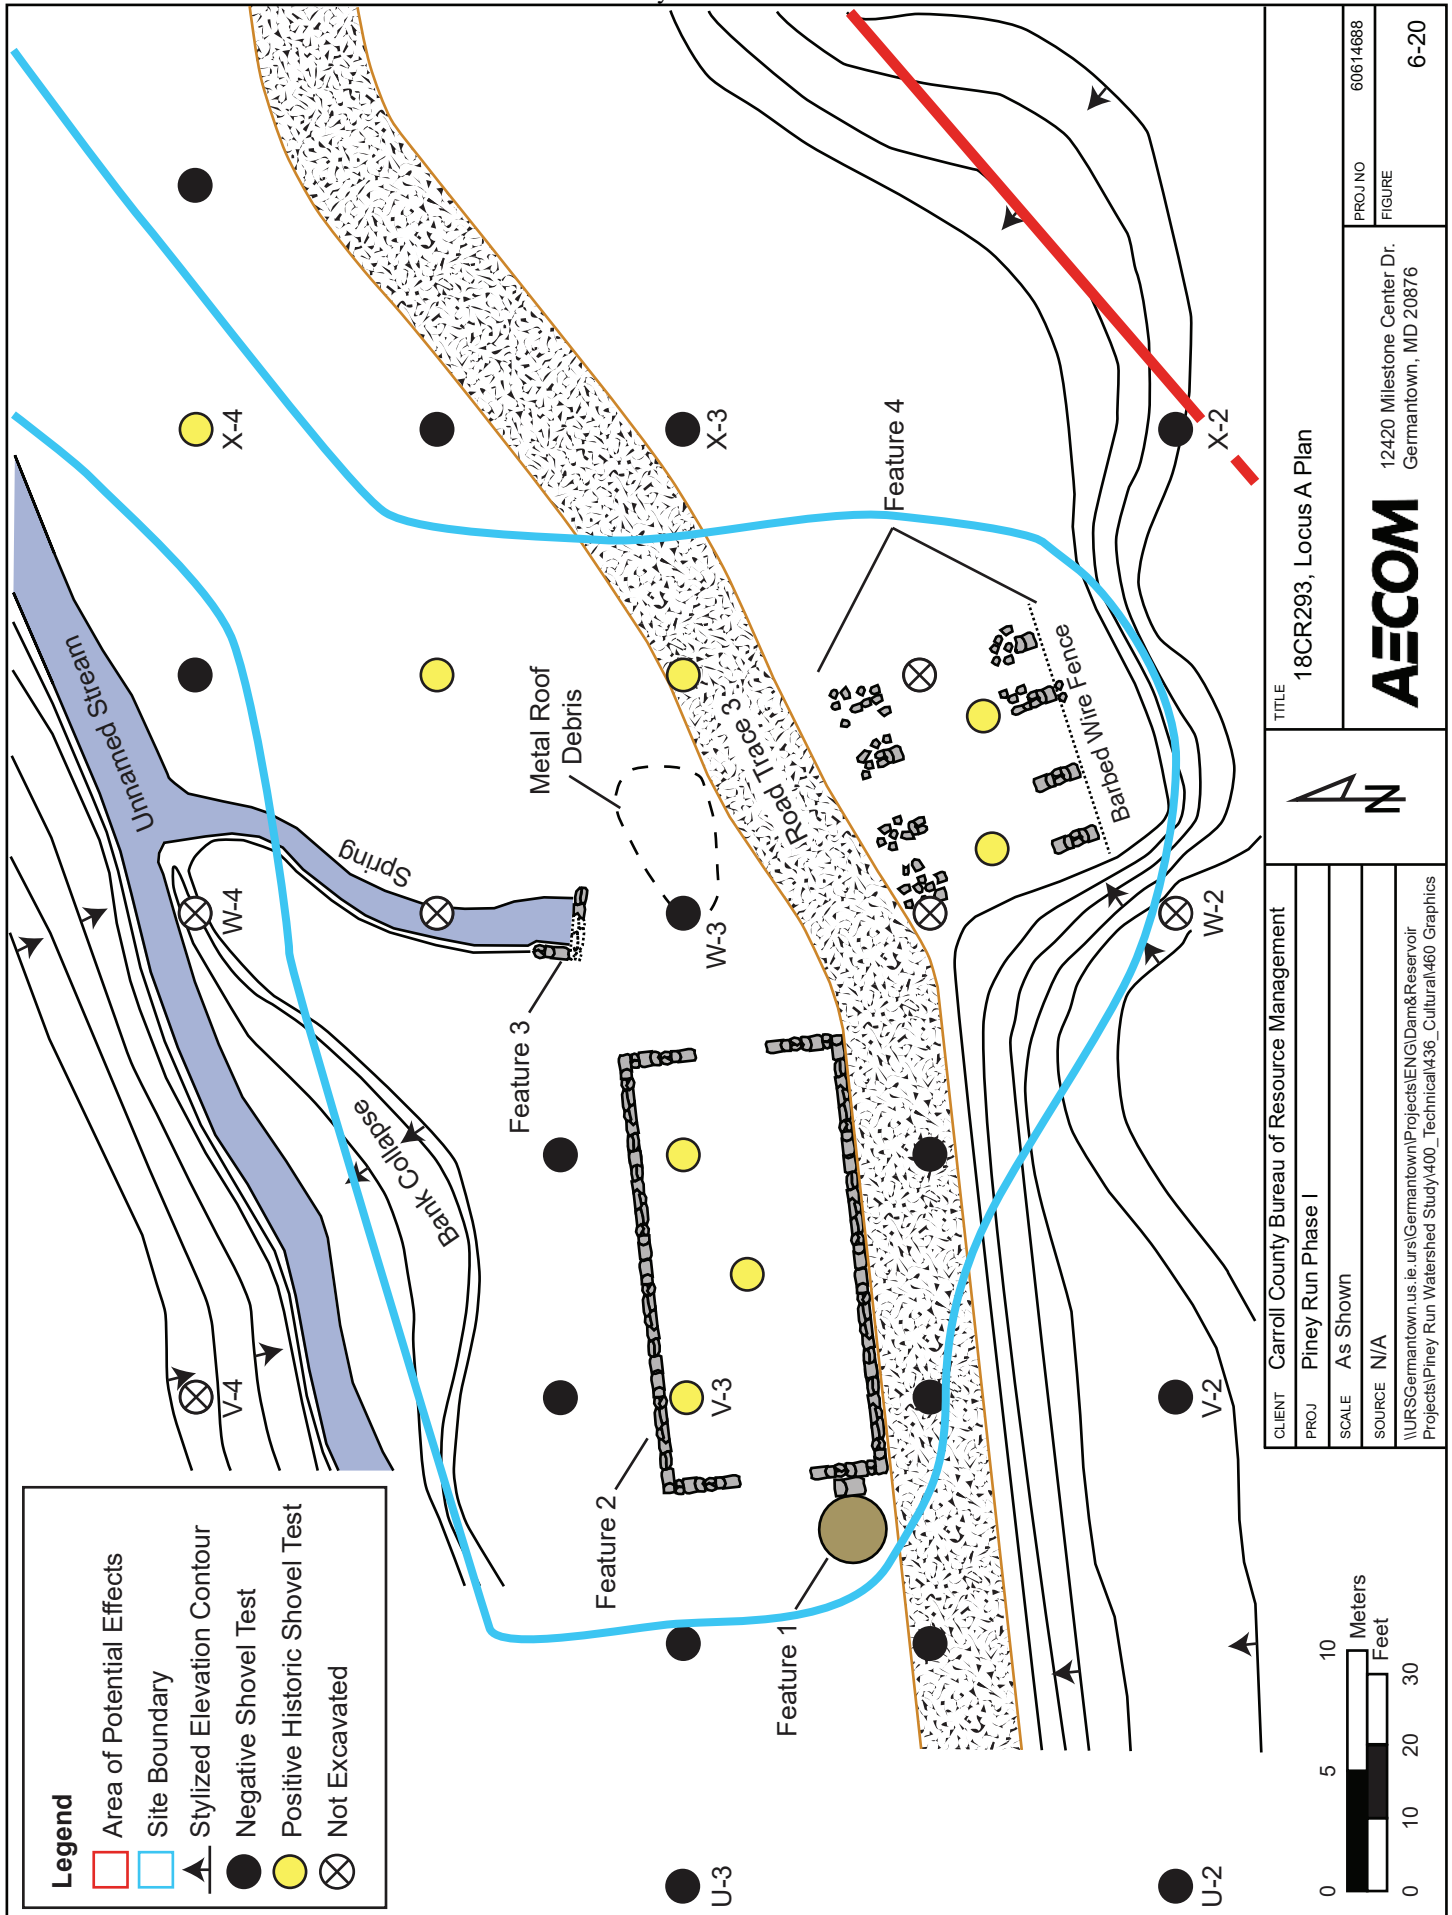 Legend
Area of Potential Effects
Site Boundary
Stylized Elevation Contour
Negative Shovel Test
Positive Historic Shovel Test
Not Excavated
Unnamed Stream
Spring
Bank Collapse
V-4
W-4
X-4
Feature 3
Metal Roof
Debris
Feature 2
V-3
W-3
X-3
U-3
Road Trace 3
Feature 1
Feature 4
Barbed Wire Fence
U-2
V-2
W-2
X-2
0 5 10
Meters
Feet
0 10 20 30
CLIENT Carroll County Bureau of Resource Management
PROJ Piney Run Phase I
SCALE As Shown
SOURCE N/A
\\URSGermantown.us.ie.urs\Germantown\Projects\ENG\Dam&Reservoir
Projects\Piney Run Watershed Study\400_Technical\436_Cultural\460 Graphics
N
TITLE
18CR293, Locus A Plan
AECOM
12420 Milestone Center Dr.
Germantown, MD 20876
PROJ NO 60614688
FIGURE
6-20